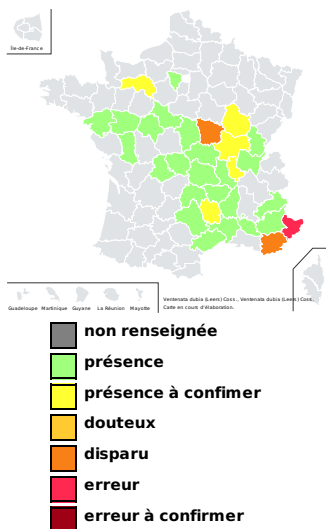 Île-de-France
Guadeloupe Martinique Guyane La Réunion Mayotte
Ventenata dubia (Leers) Coss., Ventenata dubia (Leers) Coss.
Carte en cours d'élaboration.
non renseignée
présence
présence à confimer
douteux
disparu
erreur
erreur à confirmer